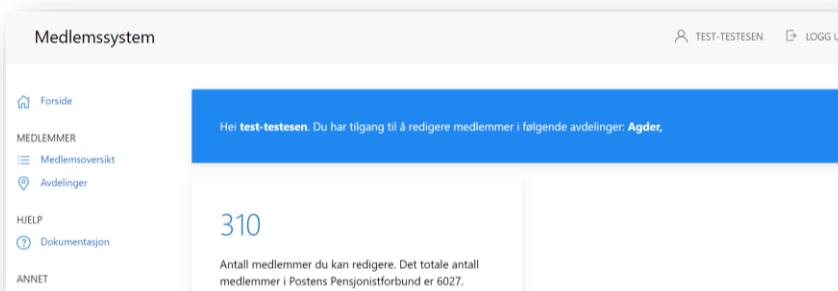 Medlemssystem
TEST-TESTESEN
LOGG U
Forside
MEDLEMMER
Medlemsoversikt
Avdelinger
HJELP
Dokumentasjon
ANNET
Hei test-testesen. Du har tilgang til å redigere medlemmer i følgende avdelinger: Agder,
310
Antall medlemmer du kan redigere. Det totale antall
medlemmer i Postens Pensjonistforbund er 6027.